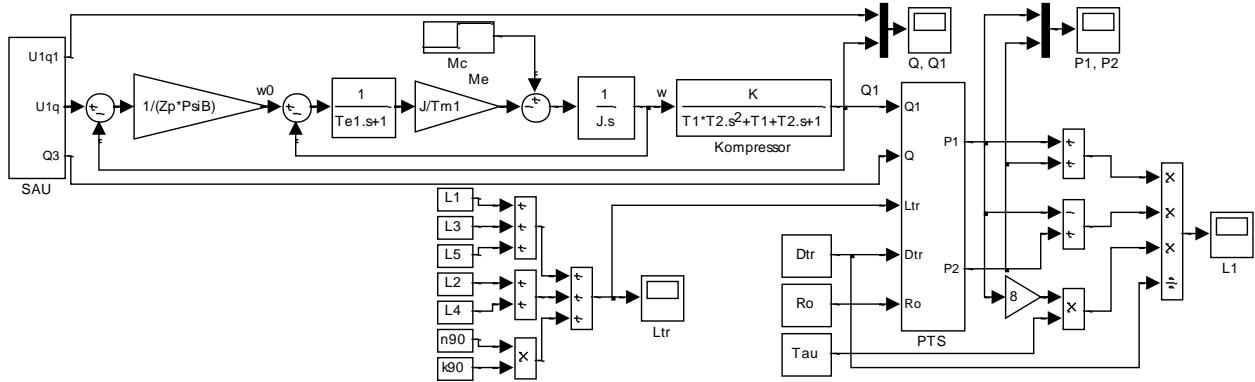 U1q1
U1q
Q3
SAU
1/(Zp*PsiB)
w0
1
Te1.s+1
J/Tm1
Mc
Me
1
J.s
w
K
T1*T2.s²+T1+T2.s+1
Kompressor
Q, Q1
P1, P2
Q1
Q1
Q
Ltr
Dtr
Ro
P1
P2
PTS
L1
L3
L5
L2
L4
n90
k90
×
Ltr
Dtr
Ro
Tau
8
×
×
×
×
÷
L1